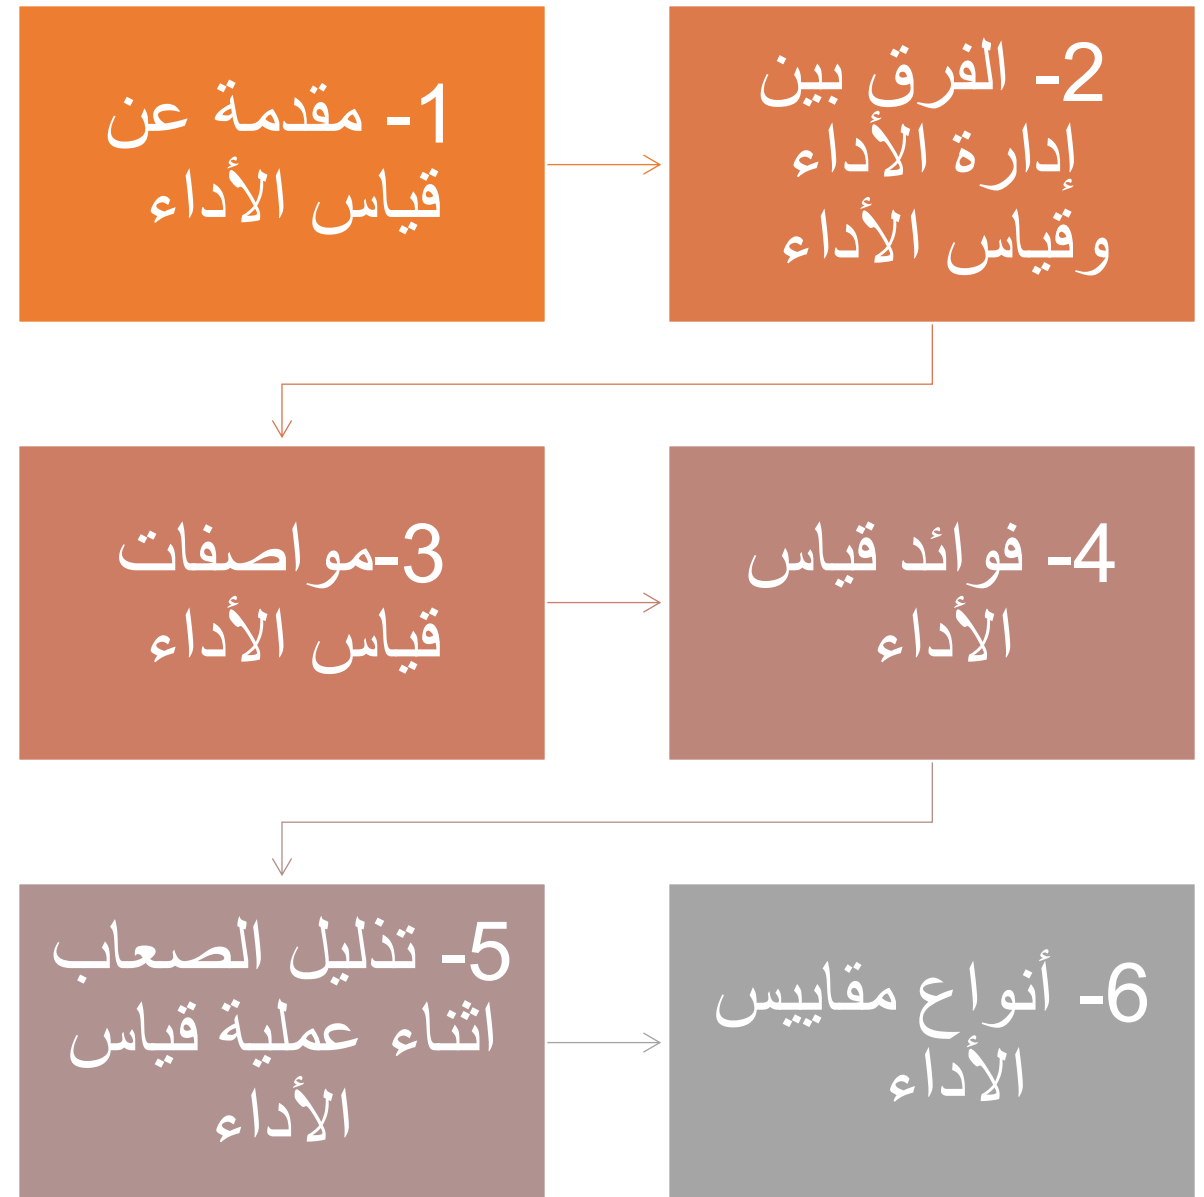 1- مقدمة عن
قياس الأداء
2- الفرق بين
إدارة الأداء
وقياس الأداء
3-مواصفات
قياس الأداء
4- فوائد قياس
الأداء
5- تذليل الصعاب
اثناء عملية قياس
الأداء
6- أنواع مقاييس
الأداء